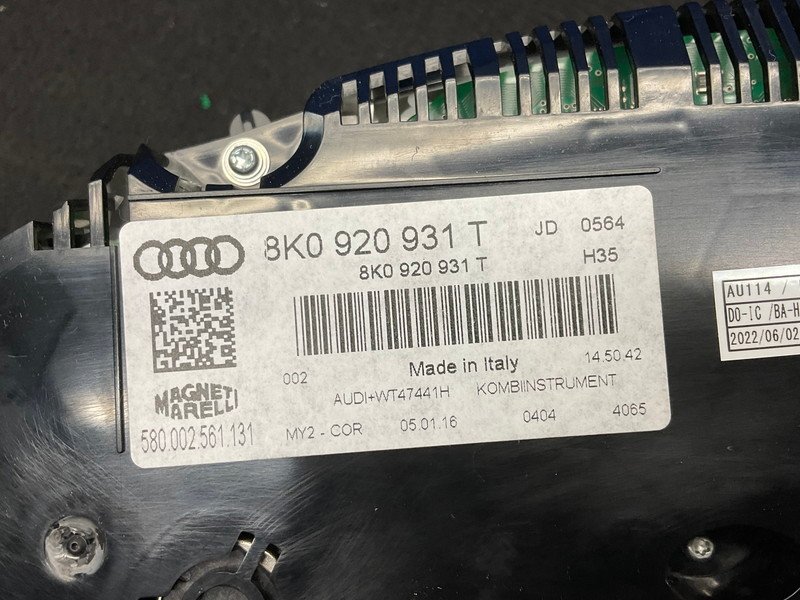 8K0 920 931 T JD 0564
8K0 920 931 T H35
002 Made in Italy 14.50.42
MAGNETI
MARELLI
AUDI+WT47441H KOMBIINSTRUMENT
580.002.561.131 MY2 - COR 05.01.16 0404 4065
AU114 /
DO-IC /BA-H
2022/06/02